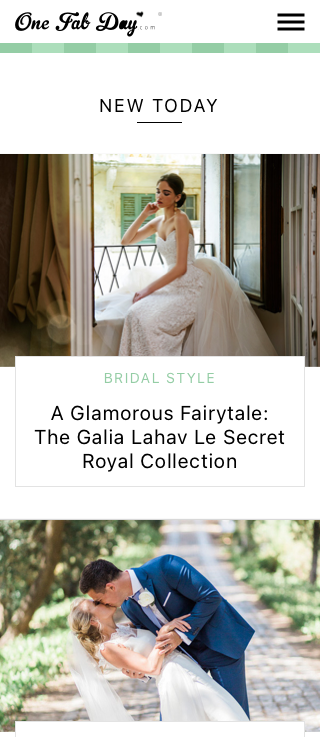 One Fab Day
.com
NEW TODAY
BRIDAL STYLE
A Glamorous Fairytale:
The Galia Lahav Le Secret
Royal Collection